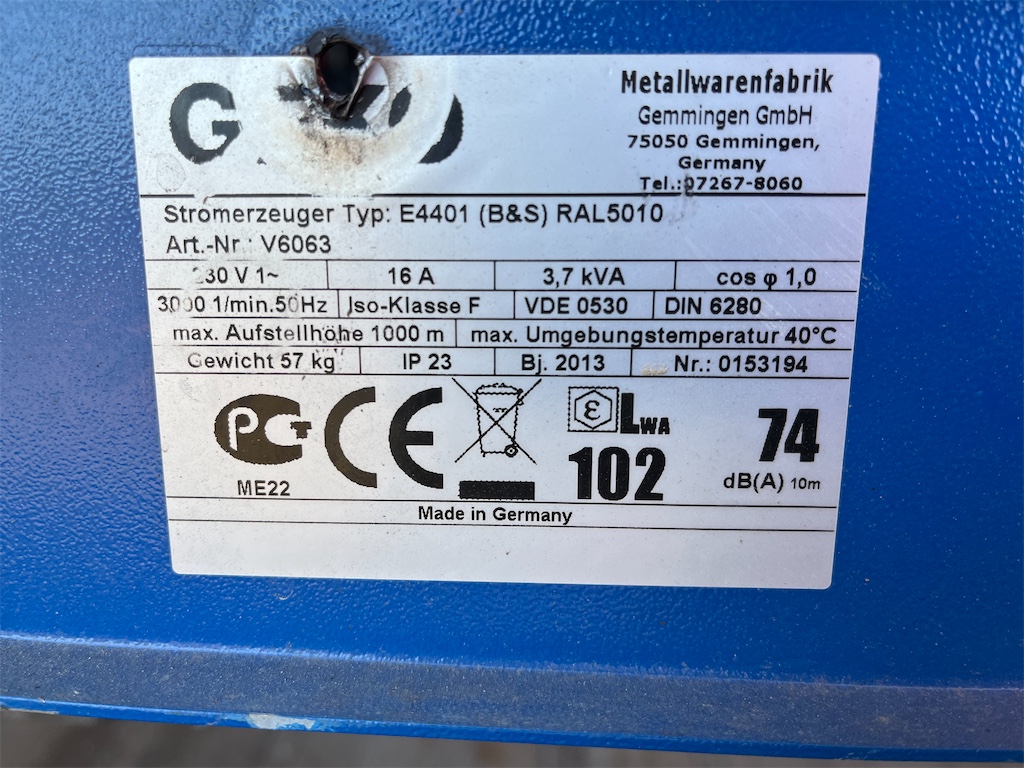 Metallwarenfabrik
Gemmingen GmbH
75050 Gemmingen,
Germany
Tel.:07267-8060
Stromerzeuger Typ: E4401 (B&S) RAL5010
Art.-Nr.: V6063
230 V 1~ 16 A 3,7 kVA cos φ 1,0
3000 1/min.50Hz Iso-Klasse F VDE 0530 DIN 6280
max. Aufstellhöhe 1000 m max. Umgebungstemperatur 40°C
Gewicht 57 kg IP 23 Bj. 2013 Nr.: 0153194
PCT CE ε LWA
ME22 102 74
dB(A) 10m
Made in Germany